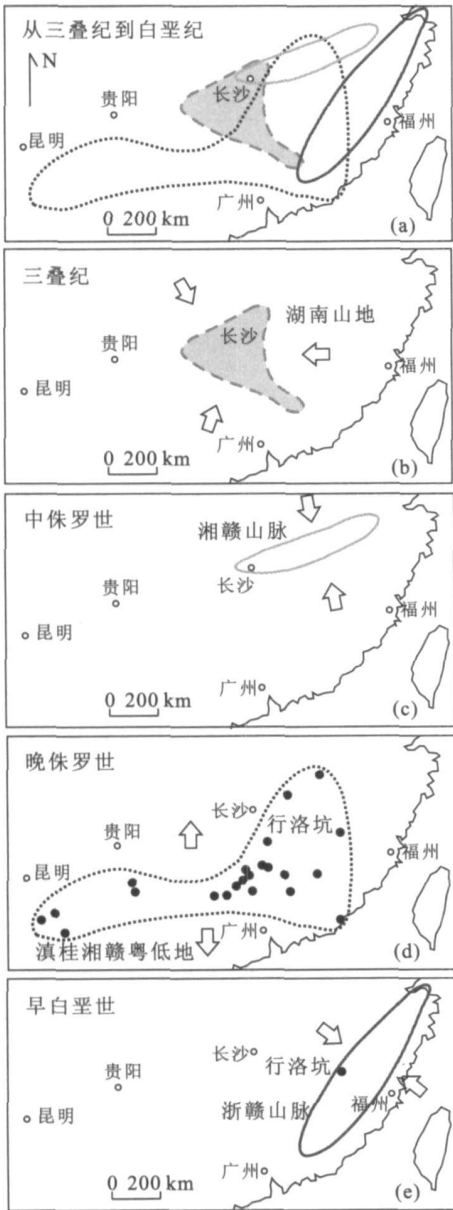 从三叠纪到白垩纪
N
贵阳
长沙
昆明
福州
广州
0 200 km
(a)
三叠纪
湖南山地
长沙
贵阳
福州
昆明
广州
0 200 km
(b)
中侏罗世
湘赣山脉
长沙
贵阳
福州
昆明
广州
0 200 km
(c)
晚侏罗世
长沙
行洛坑
贵阳
昆明
福州
广州
滇桂湘赣粤低地
0 200 km
(d)
早白垩世
长沙
行洛坑
贵阳
福州
浙赣山脉
昆明
广州
0 200 km
(e)